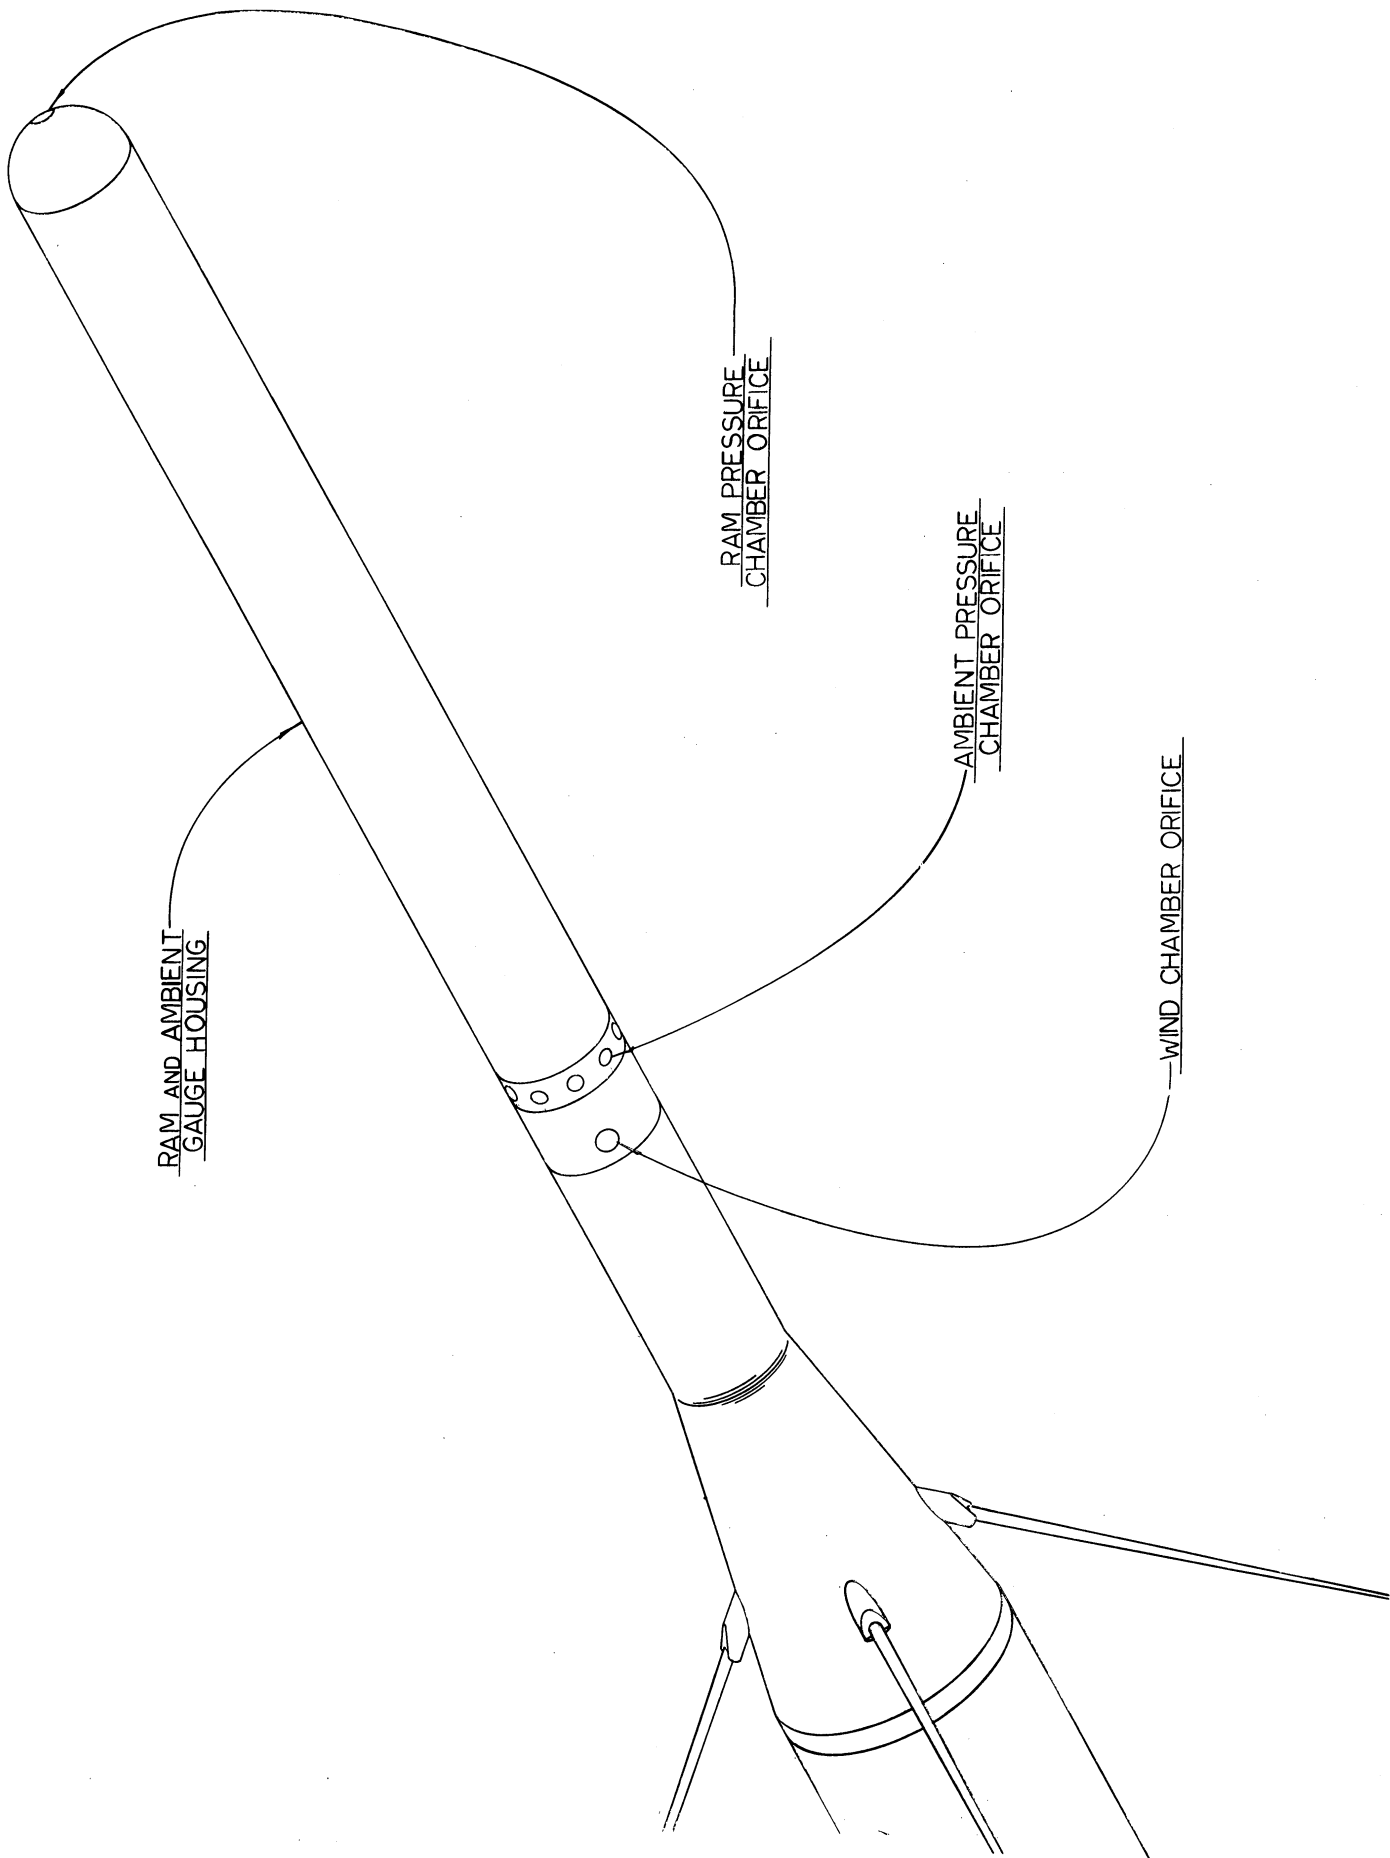 RAM AND AMBIENT
GAUGE HOUSING
RAM PRESSURE
CHAMBER ORIFICE
AMBIENT PRESSURE
CHAMBER ORIFICE
WIND CHAMBER ORIFICE